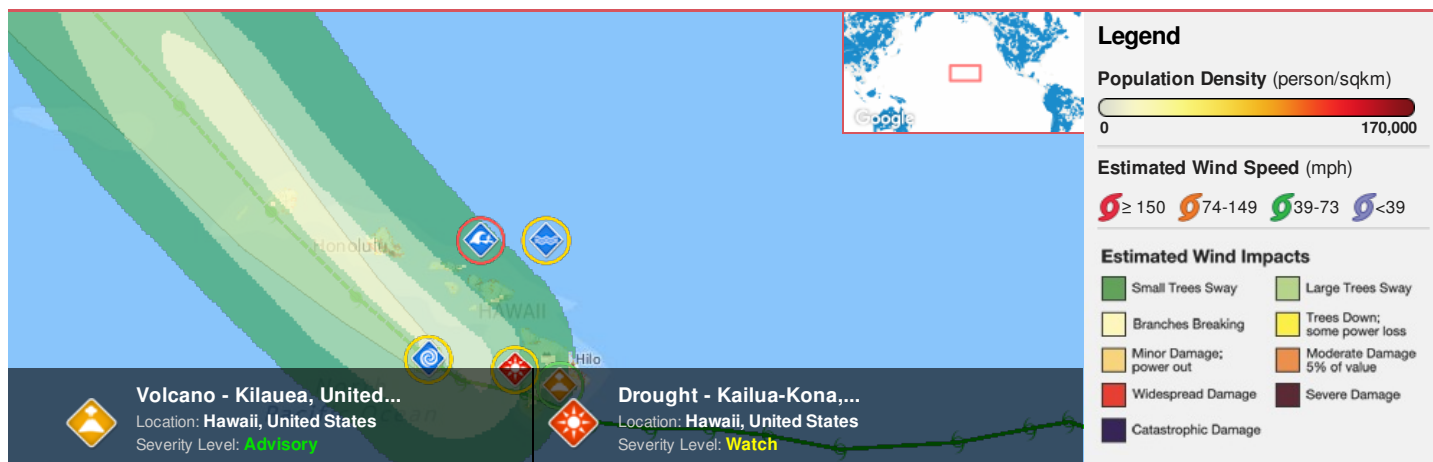 Google
Honolulu
HAWAII
Hilo
Volcano - Kilauea, United...
Location: Hawaii, United States
Severity Level: Advisory
Drought - Kailua-Kona,...
Location: Hawaii, United States
Severity Level: Watch
Legend
Population Density (person/sqkm)
0 170,000
Estimated Wind Speed (mph)
≥ 150 74-149 39-73 <39
Estimated Wind Impacts
Small Trees Sway
Large Trees Sway
Branches Breaking
Trees Down;
some power loss
Minor Damage;
power out
Moderate Damage
5% of value
Widespread Damage
Severe Damage
Catastrophic Damage